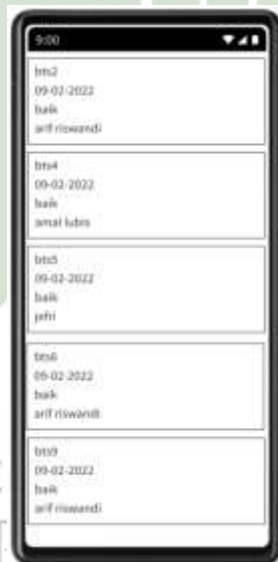 9:00
bts2
09-02-2022
baik
arif riswandi
bts4
09-02-2022
baik
amal lubis
bts5
09-02-2022
baik
jefri
bts6
09-02-2022
baik
arif riswandi
bts9
09-02-2022
baik
arif riswandi